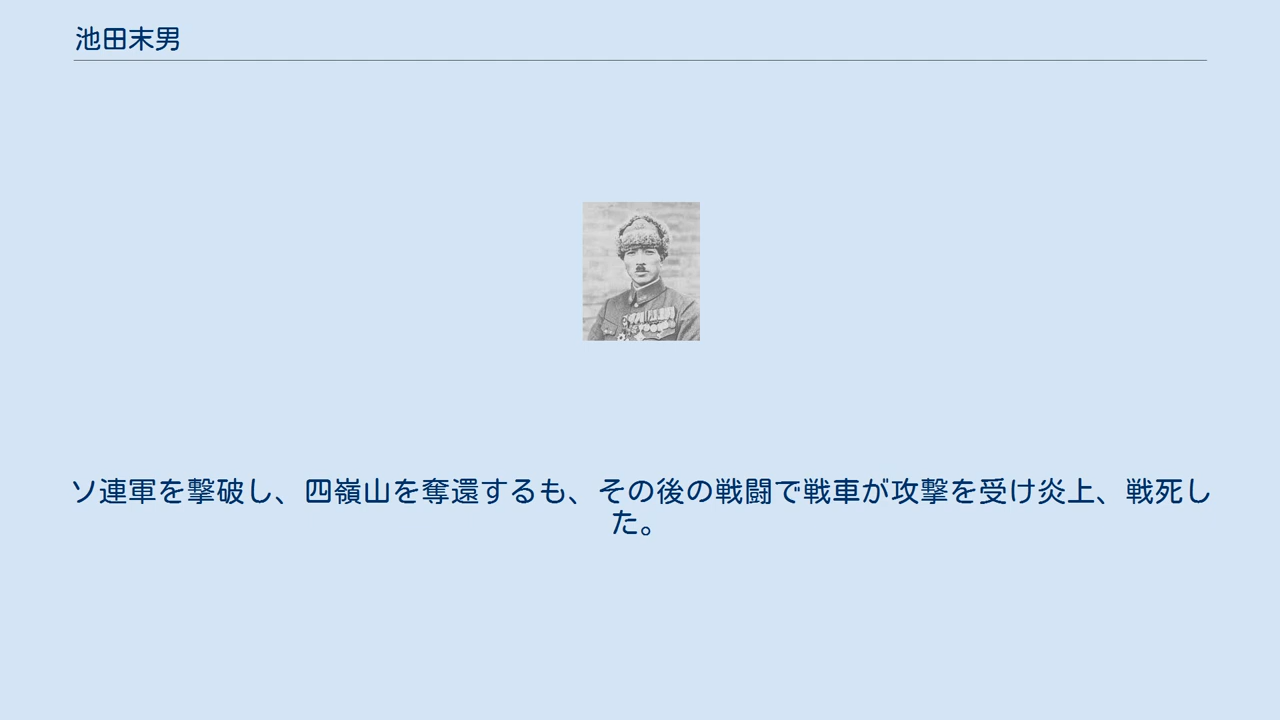 池田末男
ソ連軍を撃破し、四嶺山を奪還するも、その後の戦闘で戦車が攻撃を受け炎上、戦死し
た。